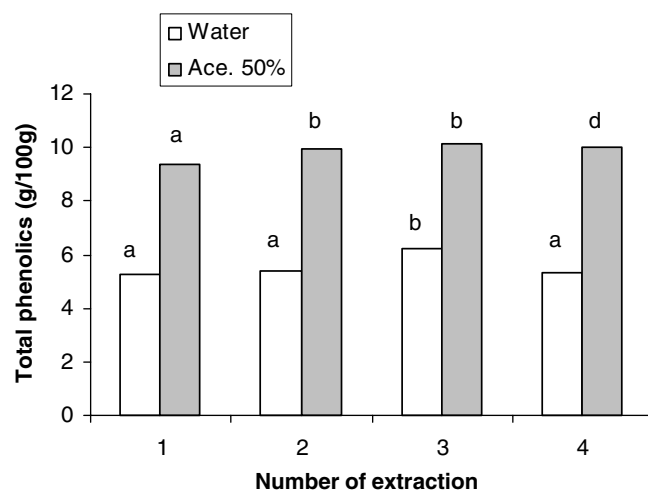 Water
Ace. 50%
Total phenolics (g/100g)
12
10
8
6
4
2
0
a
a
a
b
b
b
a
d
1
2
3
4
Number of extraction